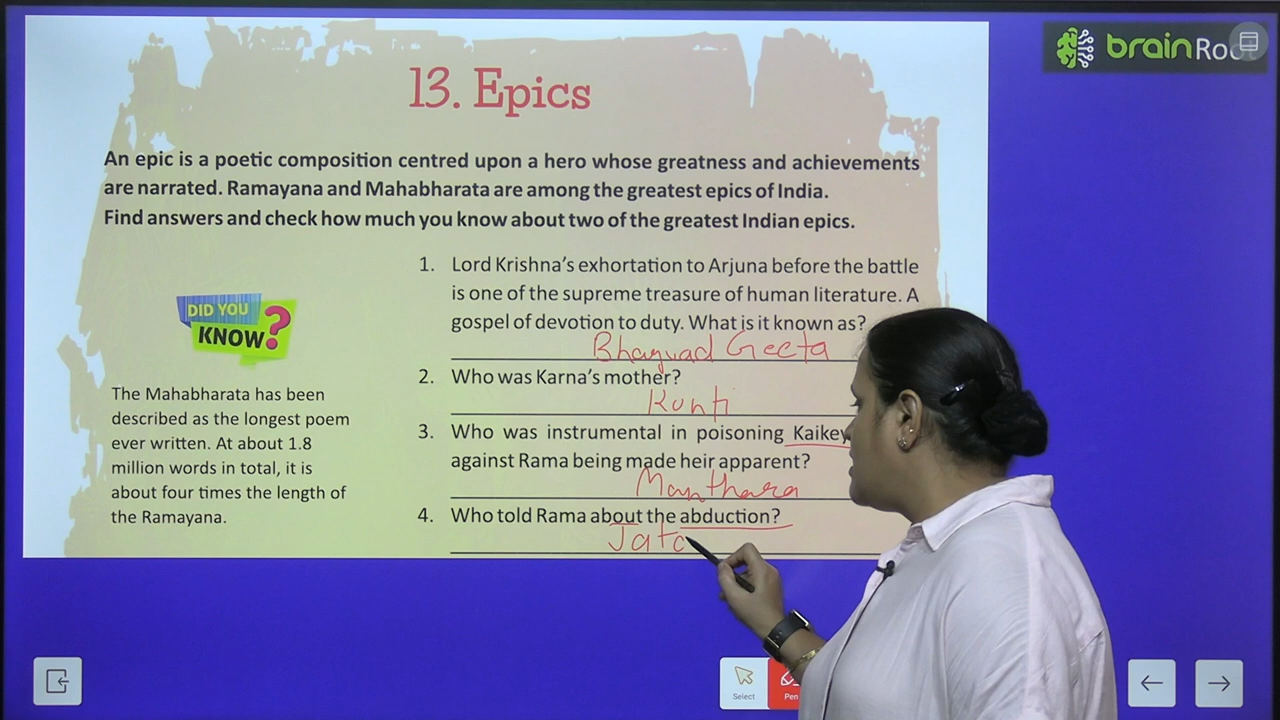 brainRo
13. Epics
An epic is a poetic composition centred upon a hero whose greatness and achievements
are narrated. Ramayana and Mahabharata are among the greatest epics of India.
Find answers and check how much you know about two of the greatest Indian epics.
1. Lord Krishna's exhortation to Arjuna before the battle
is one of the supreme treasure of human literature. A
gospel of devotion to duty. What is it known as?
Bhagvad Geeta
2. Who was Karna's mother?
Kunti
3. Who was instrumental in poisoning Kaikey
against Rama being made heir apparent?
Manthara
4. Who told Rama about the abduction?
Jata
DID YOU
KNOW?
The Mahabharata has been
described as the longest poem
ever written. At about 1.8
million words in total, it is
about four times the length of
the Ramayana.
Select
Pen